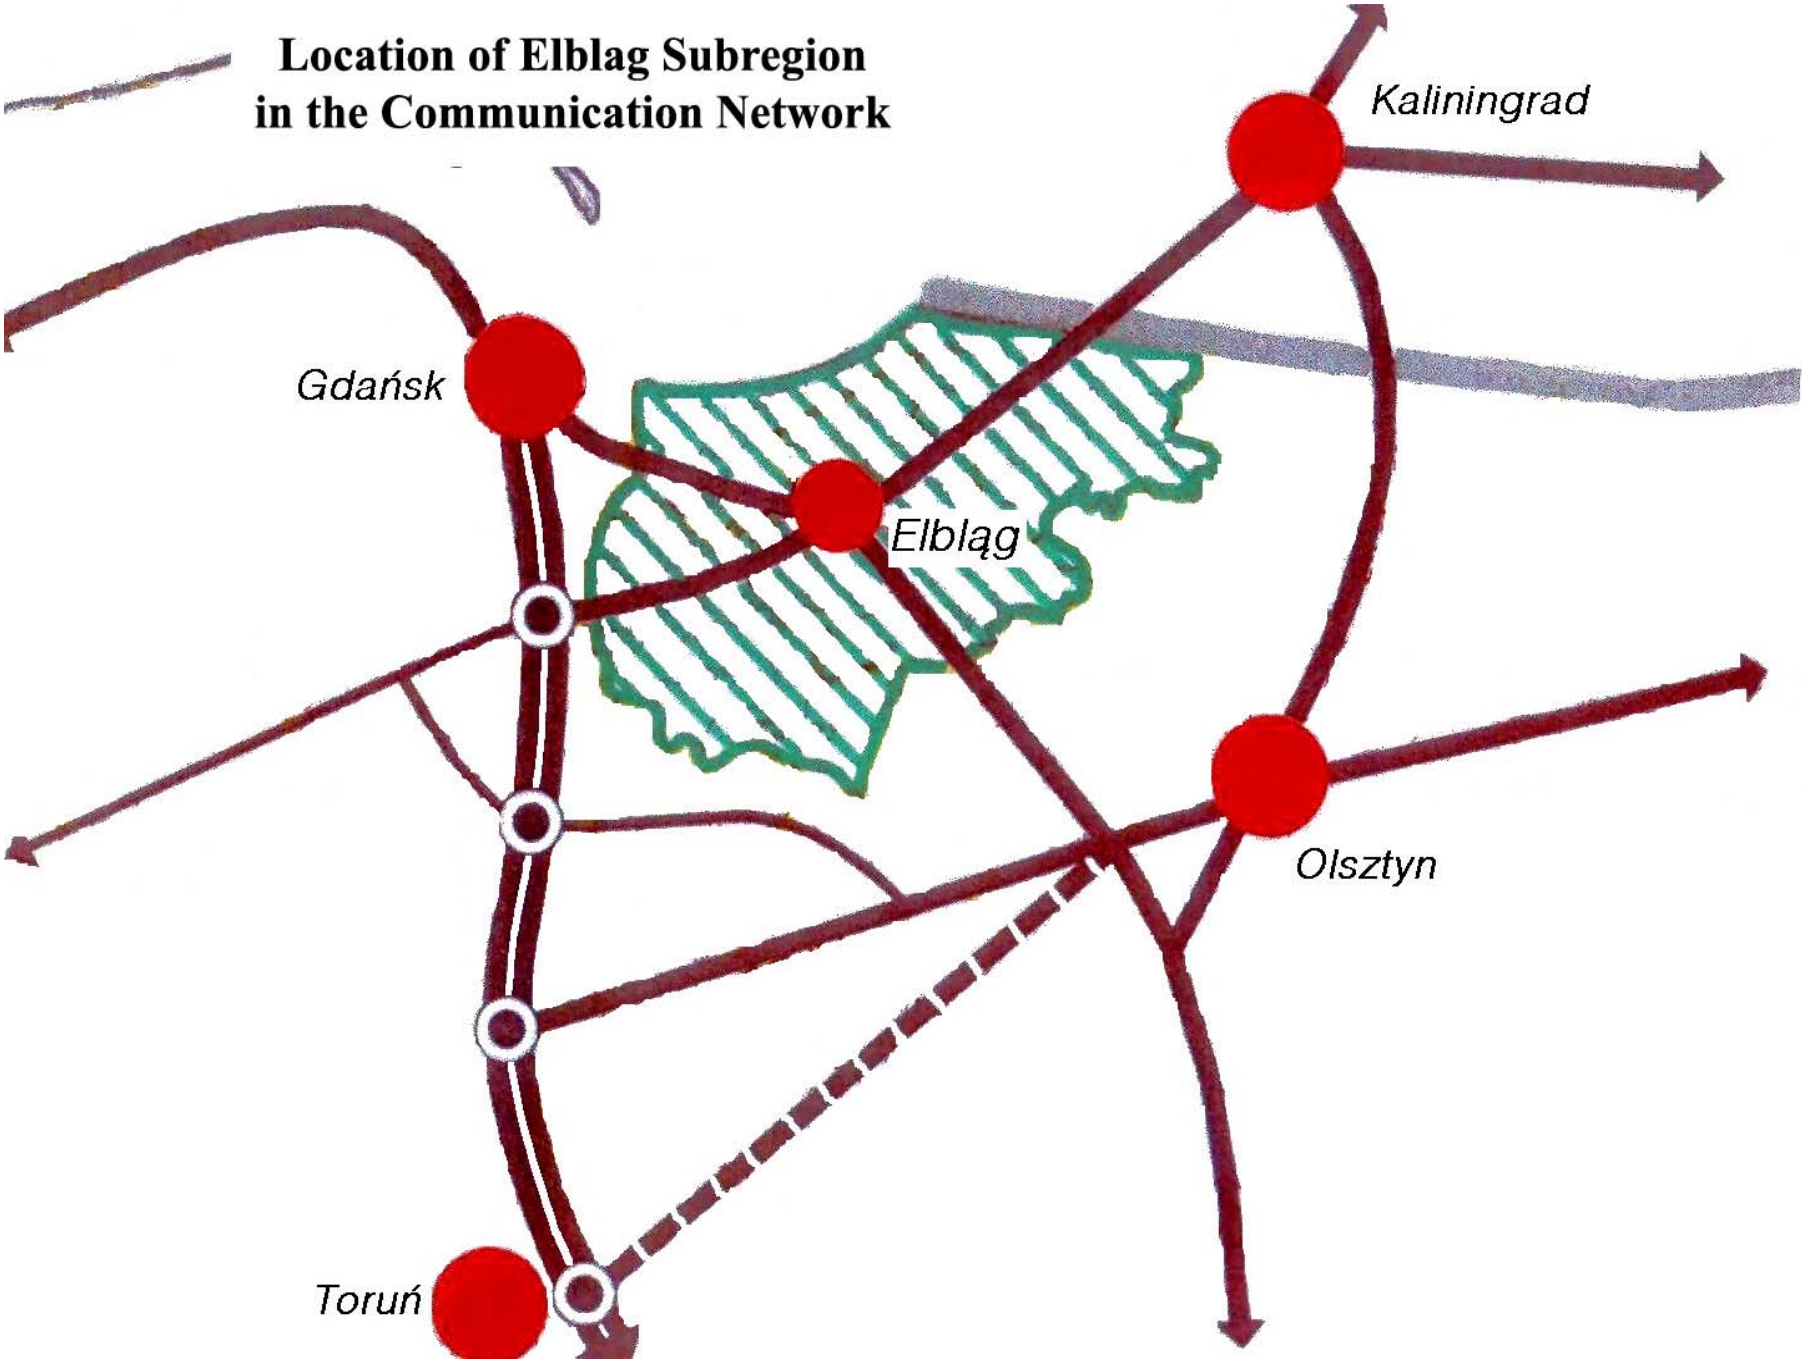 Location of Elblag Subregion
in the Communication Network
Kaliningrad
Gdańsk
Elbląg
Olsztyn
Toruń